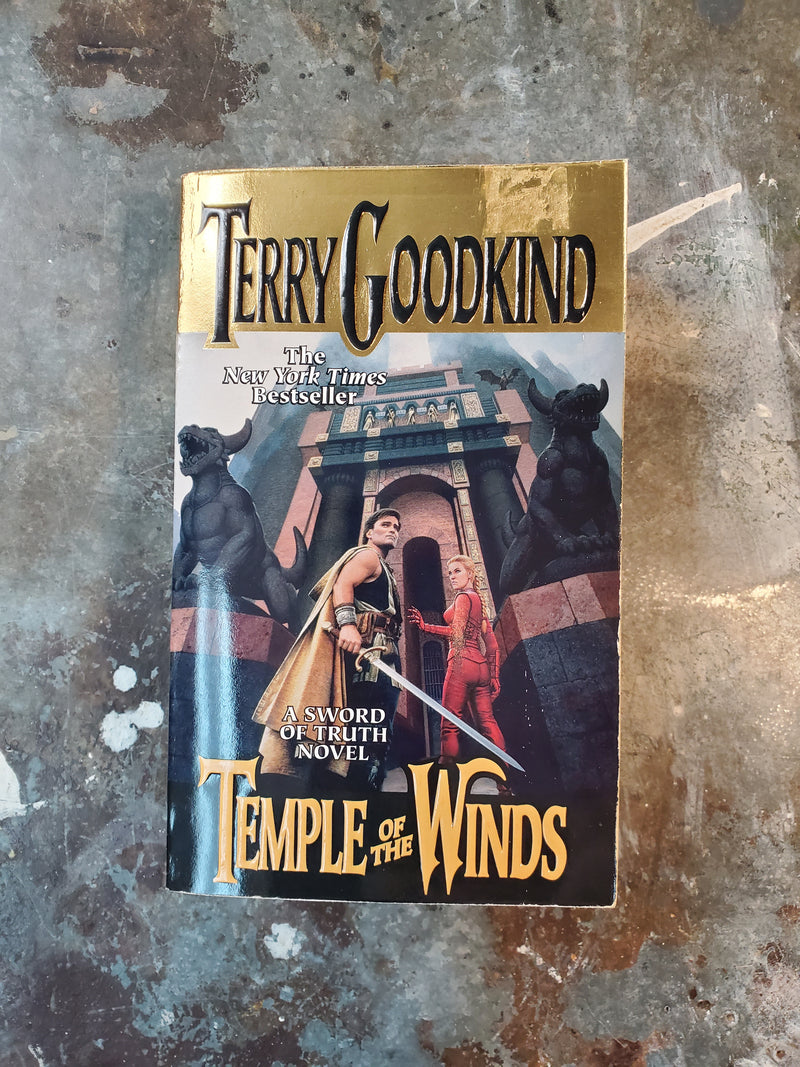 TERRY GOODKIND
The
New York Times
Bestseller
A SWORD
OF TRUTH
NOVEL
TEMPLE OF THE WINDS